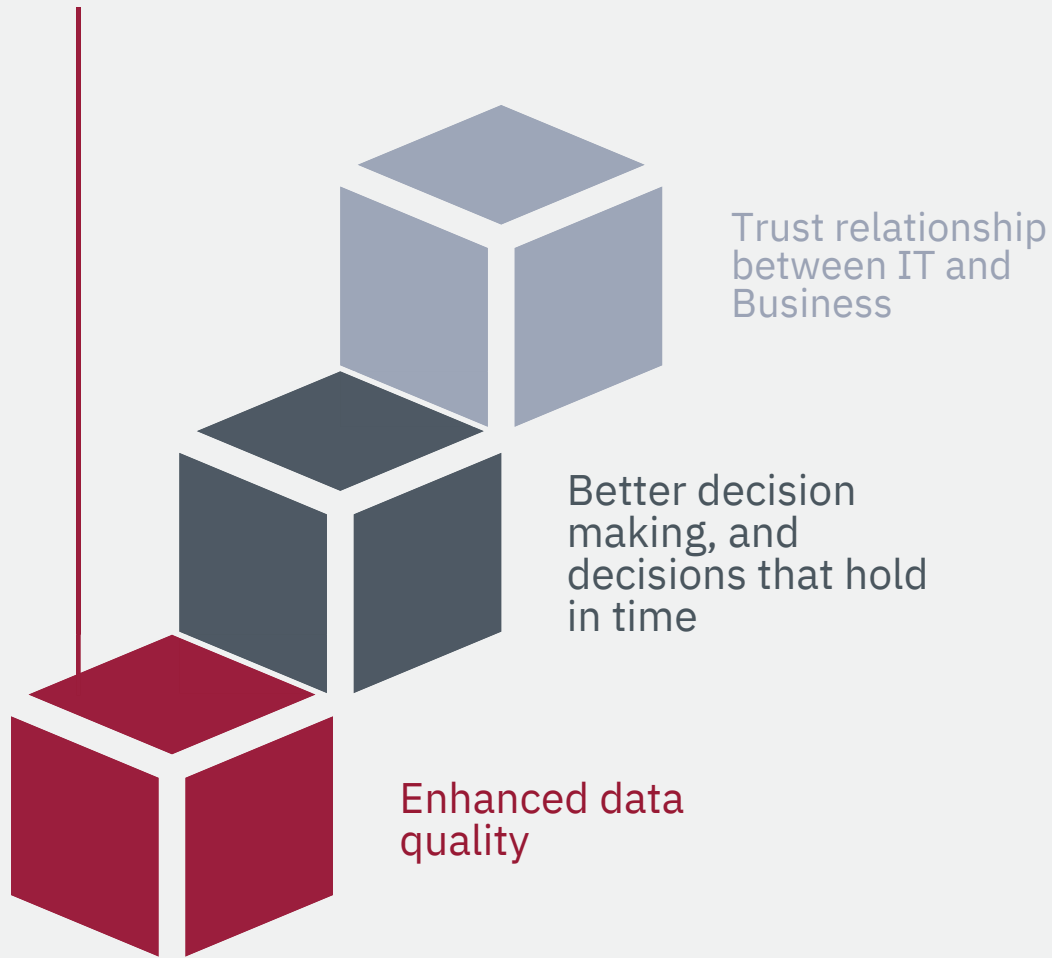 Trust relationship
between IT and
Business
Better decision
making, and
decisions that hold
in time
Enhanced data
quality